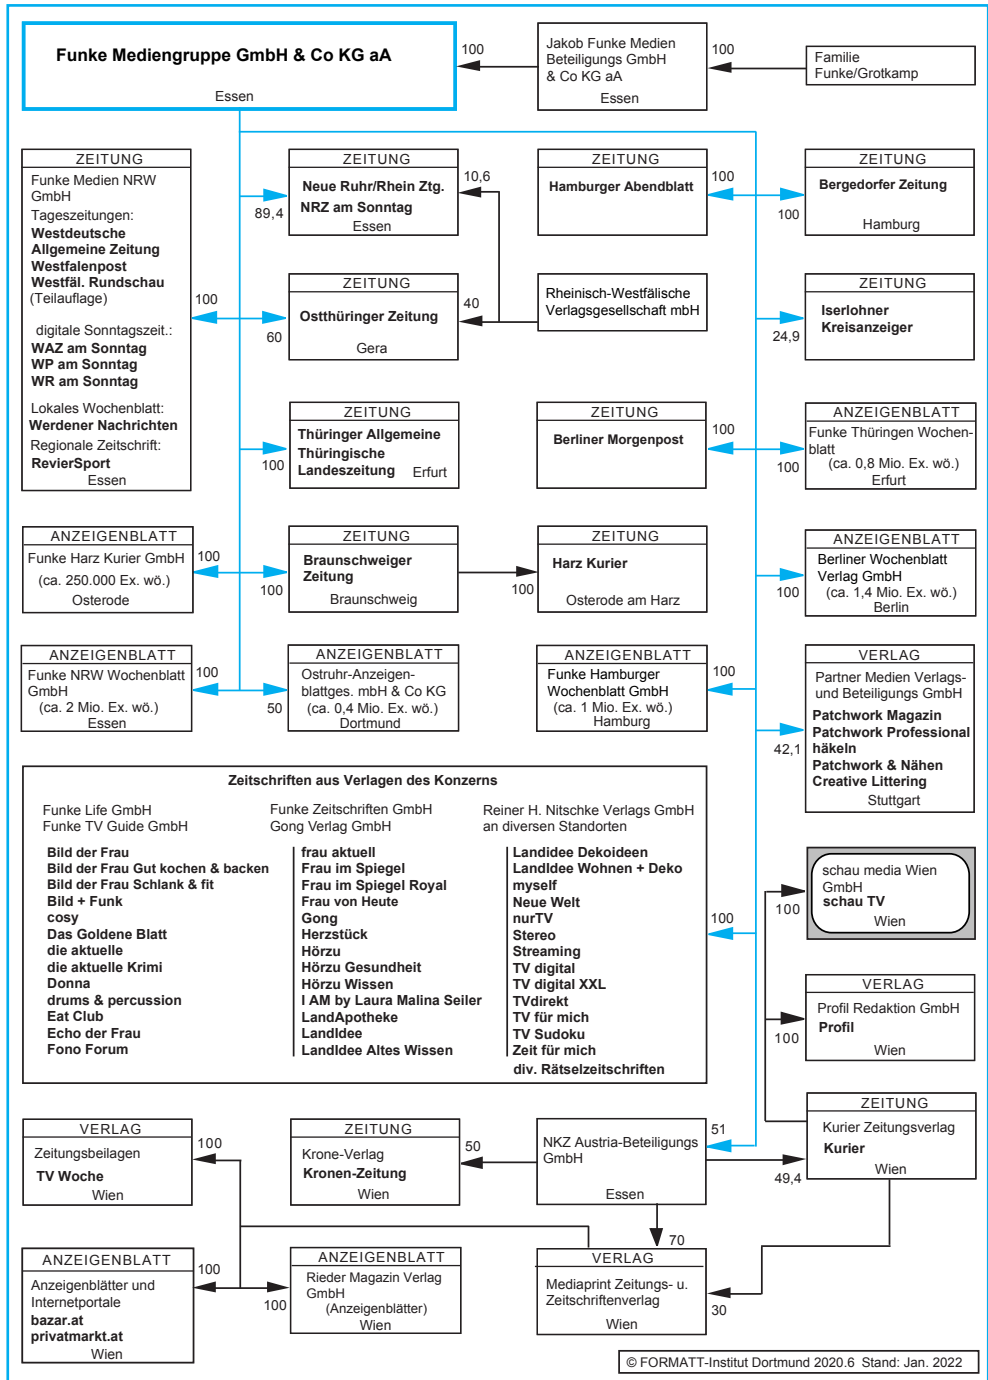 Funke Mediengruppe GmbH & Co KG aA
Essen
100
Jakob Funke Medien
Beteiligungs GmbH
& Co KG aA
Essen
100
Familie
Funke/Grotkamp
ZEITUNG
Funke Medien NRW
GmbH
Tageszeitungen:
Westdeutsche
Allgemeine Zeitung
Westfalenpost
Westfäl. Rundschau
(Teilauflage)
digitale Sonntagszeit.:
WAZ am Sonntag
WP am Sonntag
WR am Sonntag
Lokales Wochenblatt:
Werdener Nachrichten
Regionale Zeitschrift:
RevierSport
Essen
100
ZEITUNG
Neue Ruhr/Rhein Ztg.
NRZ am Sonntag
Essen
89,4
10,6
ZEITUNG
Hamburger Abendblatt
100
ZEITUNG
Bergedorfer Zeitung
Hamburg
100
ZEITUNG
Ostthüringer Zeitung
Gera
60
40
Rheinisch-Westfälische
Verlagsgesellschaft mbH
ZEITUNG
Iserlohner
Kreisanzeiger
24,9
ZEITUNG
Thüringer Allgemeine
Thüringische
Landeszeitung Erfurt
100
ZEITUNG
Berliner Morgenpost
100
ANZEIGENBLATT
Funke Thüringen Wochen-
blatt
(ca. 0,8 Mio. Ex. wö.)
Erfurt
100
ANZEIGENBLATT
Funke Harz Kurier GmbH
(ca. 250.000 Ex. wö.)
Osterode
100
ZEITUNG
Braunschweiger
Zeitung
Braunschweig
100
ZEITUNG
Harz Kurier
Osterode am Harz
100
ANZEIGENBLATT
Berliner Wochenblatt
Verlag GmbH
(ca. 1,4 Mio. Ex. wö.)
Berlin
100
ANZEIGENBLATT
Funke NRW Wochenblatt
GmbH
(ca. 2 Mio. Ex. wö.)
Essen
100
ANZEIGENBLATT
Ostruhr-Anzeigen-
blattges. mbH & Co KG
(ca. 0,4 Mio. Ex. wö.)
Dortmund
50
ANZEIGENBLATT
Funke Hamburger
Wochenblatt GmbH
(ca. 1 Mio. Ex. wö.)
Hamburg
100
VERLAG
Partner Medien Verlags-
und Beteiligungs GmbH
Patchwork Magazin
Patchwork Professional
häkeln
Patchwork & Nähen
Creative Littering
Stuttgart
42,1
Zeitschriften aus Verlagen des Konzerns
Funke Life GmbH
Funke TV Guide GmbH
Bild der Frau
Bild der Frau Gut kochen & backen
Bild der Frau Schlank & fit
Bild + Funk
cosy
Das Goldene Blatt
die aktuelle
die aktuelle Krimi
Donna
drums & percussion
Eat Club
Echo der Frau
Fono Forum
Funke Zeitschriften GmbH
Gong Verlag GmbH
frau aktuell
Frau im Spiegel
Frau im Spiegel Royal
Frau von Heute
Gong
Herzstück
Hörzu
Hörzu Gesundheit
Hörzu Wissen
I AM by Laura Malina Seiler
LandApotheke
LandIdee
LandIdee Altes Wissen
Reiner H. Nitschke Verlags GmbH
an diversen Standorten
Landidee Dekoideen
LandIdee Wohnen + Deko
myself
Neue Welt
nurTV
Stereo
Streaming
TV digital
TV digital XXL
TVdirekt
TV für mich
TV Sudoku
Zeit für mich
div. Rätselzeitschriften
100
schau media Wien
GmbH
schau TV
Wien
100
VERLAG
Profil Redaktion GmbH
Profil
Wien
100
VERLAG
Zeitungsbeilagen
TV Woche
Wien
100
ZEITUNG
Krone-Verlag
Kronen-Zeitung
Wien
50
NKZ Austria-Beteiligungs
GmbH
Essen
51
ZEITUNG
Kurier Zeitungsverlag
Kurier
Wien
49,4
ANZEIGENBLATT
Anzeigenblätter und
Internetportale
bazar.at
privatmarkt.at
Wien
100
ANZEIGENBLATT
Rieder Magazin Verlag
GmbH
(Anzeigenblätter)
Wien
100
70
VERLAG
Mediaprint Zeitungs- u.
Zeitschriftenverlag
Wien
30
© FORMATT-Institut Dortmund 2020.6 Stand: Jan. 2022